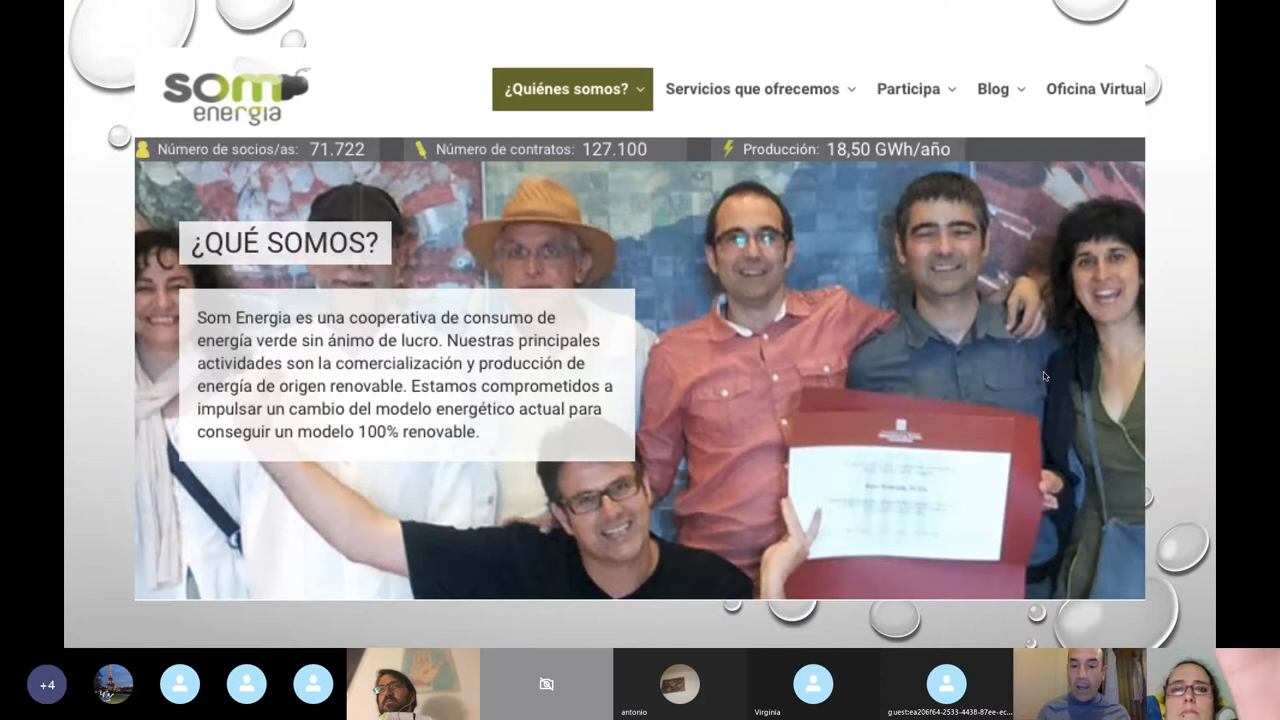 som
energia
¿Quiénes somos? Servicios que ofrecemos Participa Blog Oficina Virtual
Número de socios/as: 71.722 Número de contratos: 127.100 Producción: 18,50 GWh/año
¿QUÉ SOMOS?
Som Energia es una cooperativa de consumo de
energía verde sin ánimo de lucro. Nuestras principales
actividades son la comercialización y producción de
energía de origen renovable. Estamos comprometidos a
impulsar un cambio del modelo energético actual para
conseguir un modelo 100% renovable.
+4
antonio
Virginia
guest:ea206f64-2533-4438-87ee-ec...